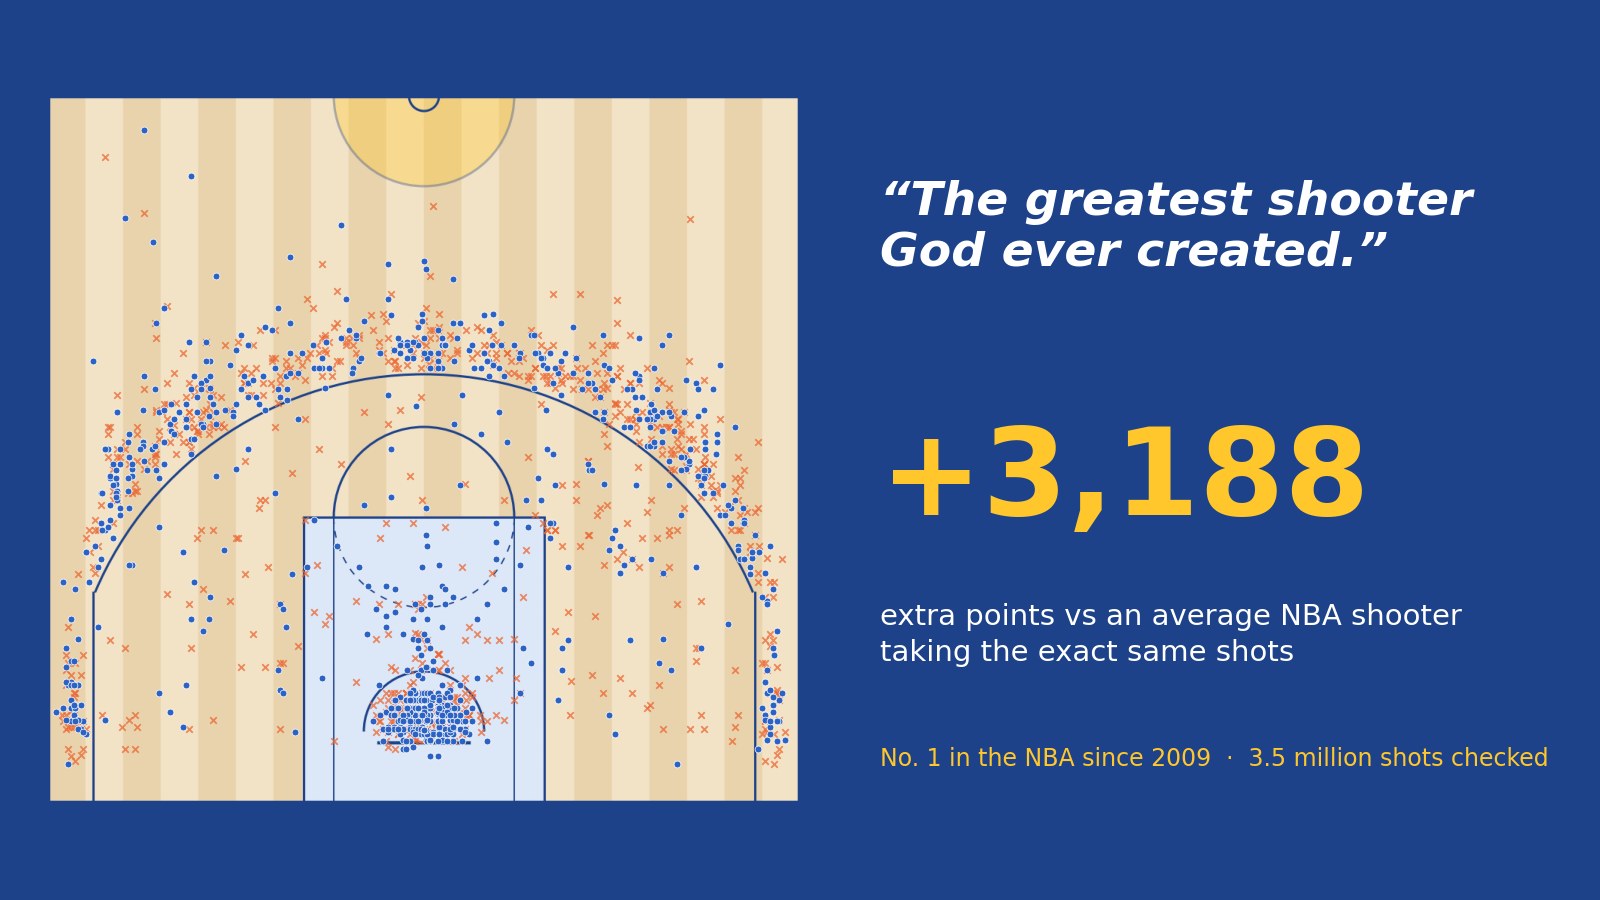 “The greatest shooter
God ever created.”
+3,188
extra points vs an average NBA shooter
taking the exact same shots
No. 1 in the NBA since 2009 · 3.5 million shots checked